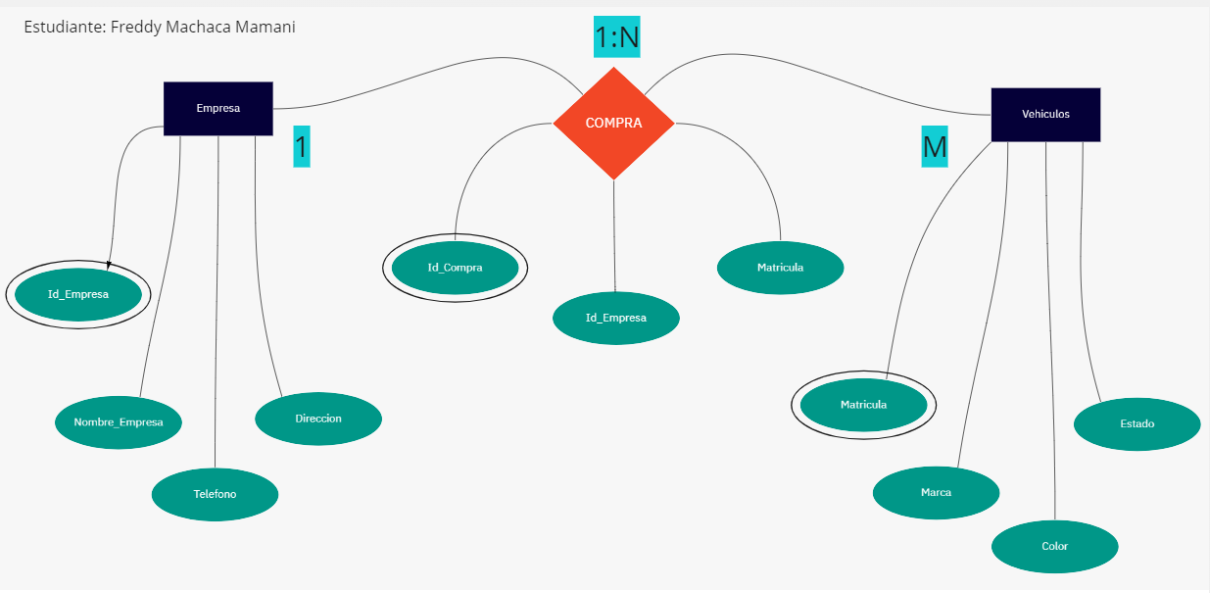 Estudiante: Freddy Machaca Mamani
1:N
Empresa
COMPRA
Vehiculos
1
M
Id_Empresa
Id_Compra
Matricula
Id_Empresa
Nombre_Empresa
Direccion
Telefono
Matricula
Estado
Marca
Color